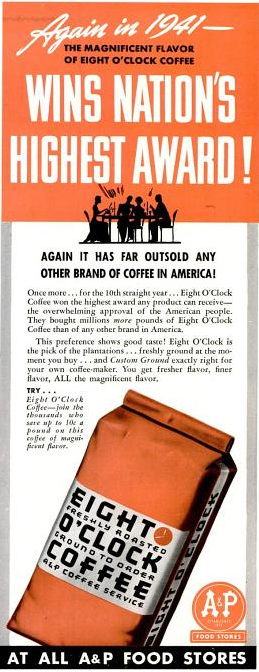 Again in 1941—
THE MAGNIFICENT FLAVOR
OF EIGHT O'CLOCK COFFEE
WINS NATION'S
HIGHEST AWARD!
AGAIN IT HAS FAR OUTSOLD ANY
OTHER BRAND OF COFFEE IN AMERICA!
Once more . . . for the 10th straight year . . . Eight O'Clock
Coffee won the highest award any product can receive—
the overwhelming approval of the American people.
They bought millions more pounds of Eight O'Clock
Coffee than of any other brand in America.
This preference shows good taste! Eight O'Clock is
the pick of the plantations . . . freshly ground at the mo-
ment you buy . . . and Custom Ground exactly right for
your own coffee-maker. You get fresher flavor, finer
flavor, ALL the magnificent flavor.
TRY . . .
Eight O'Clock
Coffee—join the
thousands who
save up to 10c a
pound on this
coffee of magni-
ficent flavor.
EIGHT
FRESHLY ROASTED
O'CLOCK
GROUND TO ORDER
COFFEE
A&P COFFEE SERVICE
EIGHT O'CLOCK
A&P
ESTABLISHED
FOOD STORES
AT ALL A&P FOOD STORES